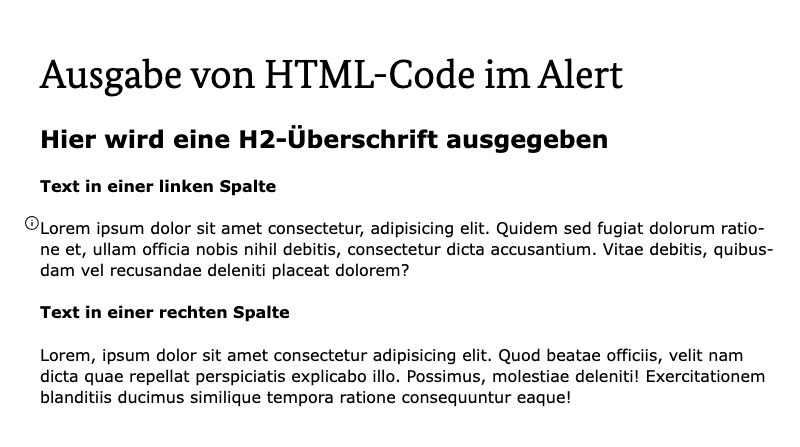 Ausgabe von HTML-Code im Alert
Hier wird eine H2-Überschrift ausgegeben
Text in einer linken Spalte
Lorem ipsum dolor sit amet consectetur, adipisicing elit. Quidem sed fugiat dolorum ratio-
ne et, ullam officia nobis nihil debitis, consectetur dicta accusantium. Vitae debitis, quibus-
dam vel recusandae deleniti placeat dolorem?
Text in einer rechten Spalte
Lorem, ipsum dolor sit amet consectetur adipisicing elit. Quod beatae officiis, velit nam
dicta quae repellat perspiciatis explicabo illo. Possimus, molestiae deleniti! Exercitationem
blanditiis ducimus similique tempora ratione consequuntur eaque!